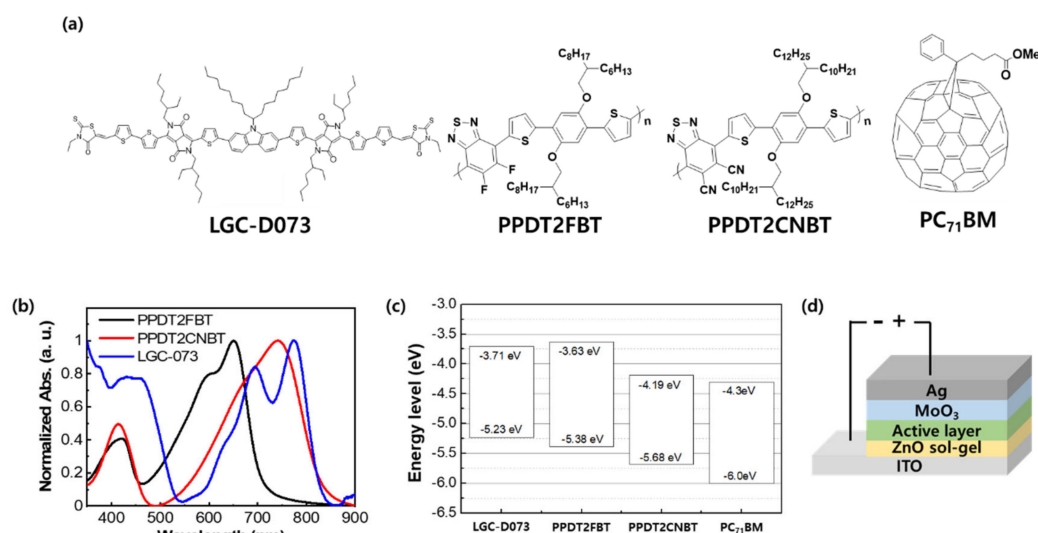 (a)
C8H17
C6H13
C12H25
C10H21
OMe
O
S
N
O
S
S
S
N
O
O
N
S
S
N
S
S
O
N
N
O
S
S
S
O
N
S
N
S
N
S
O
S
n
F
F
O
C8H17
C6H13
N
S
N
S
O
S
n
CN
CN
O
C10H21
C12H25
LGC-D073
PPDT2FBT
PPDT2CNBT
PC71BM
(b)
PPDT2FBT
PPDT2CNBT
LGC-073
Normalized Abs. (a. u.)
1
0.8
0.6
0.4
0.2
0
400 500 600 700 800 900
Wavelength (nm)
(c)
Energy level (eV)
-3.0
-3.5
-4.0
-4.5
-5.0
-5.5
-6.0
-6.5
-3.71 eV
-5.23 eV
-3.63 eV
-5.38 eV
-4.19 eV
-5.68 eV
-4.3eV
-6.0eV
LGC-D073 PPDT2FBT PPDT2CNBT PC71BM
(d)
- +
Ag
MoO3
Active layer
ZnO sol-gel
ITO